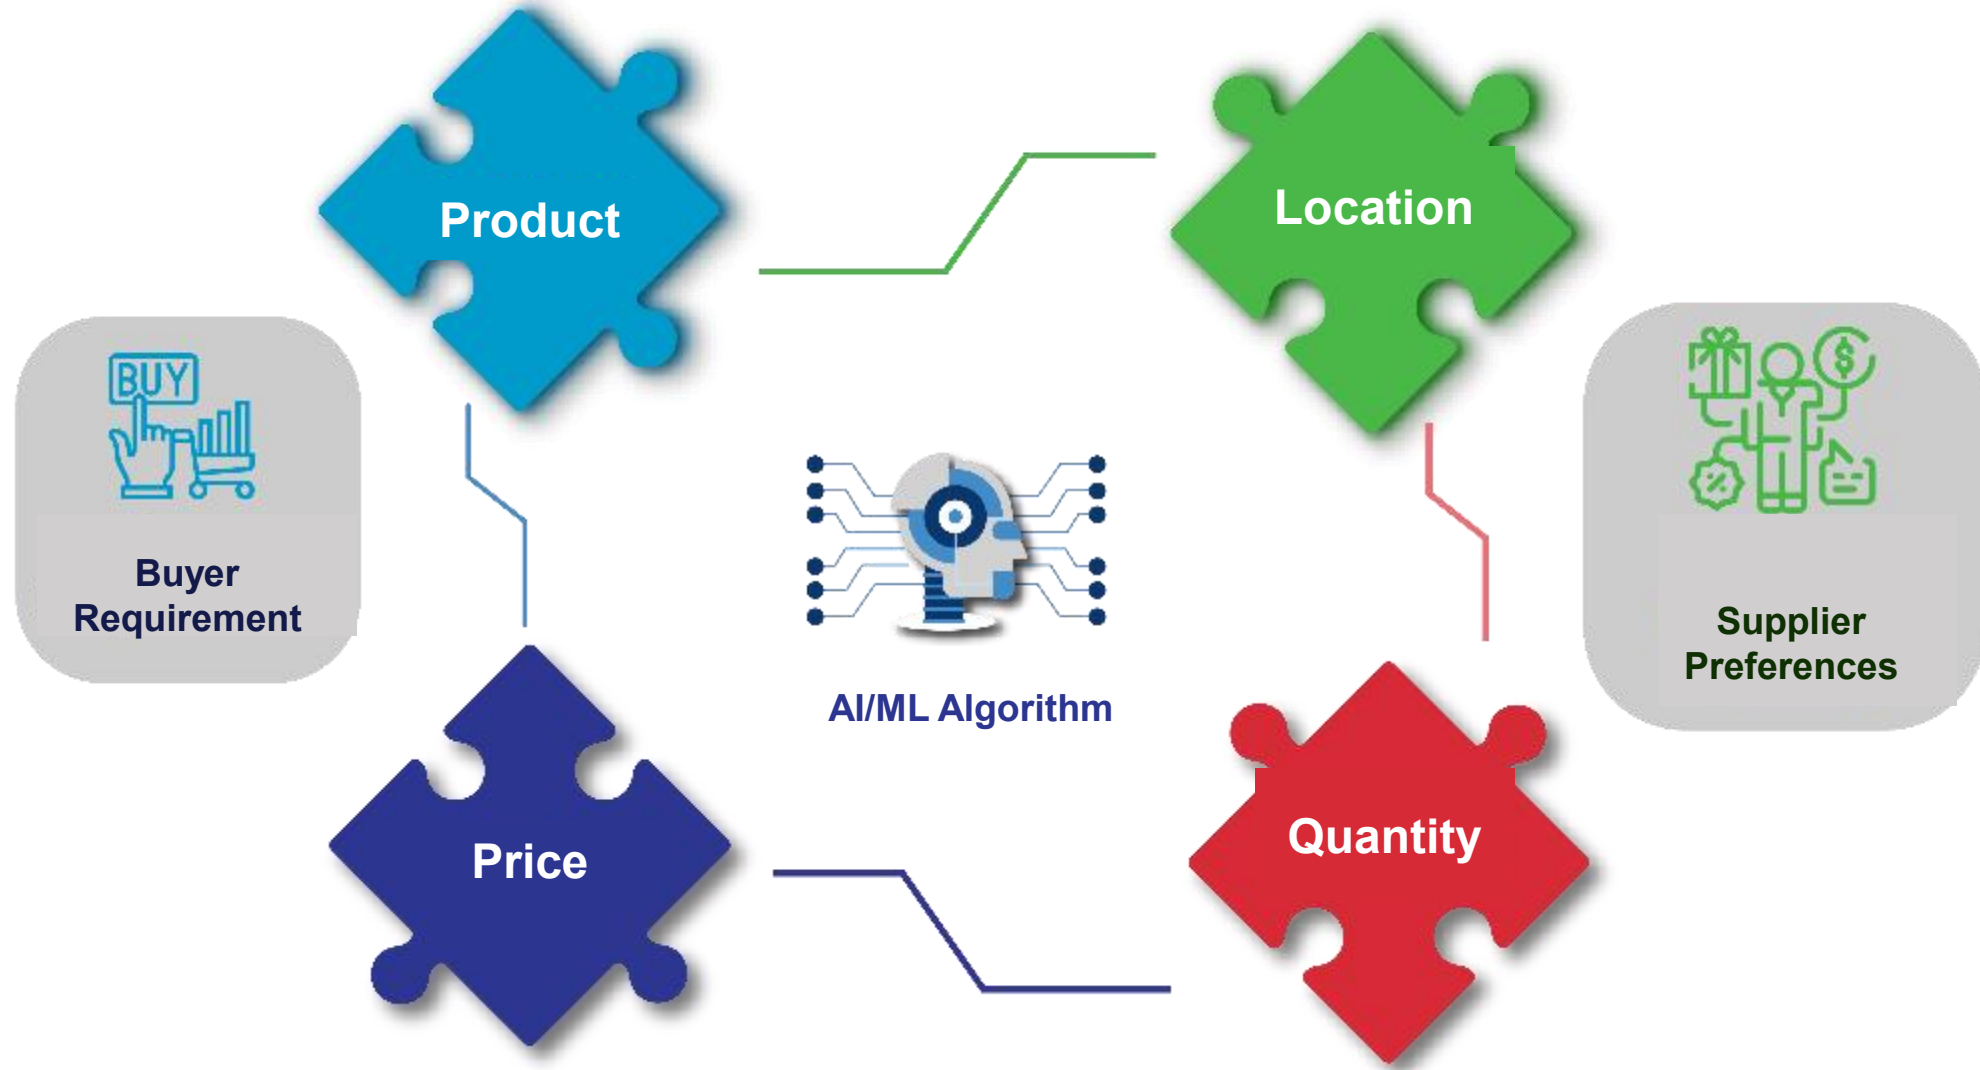 Product
Location
BUY
$
%
Buyer
Requirement
Supplier
Preferences
AI/ML Algorithm
Price
Quantity